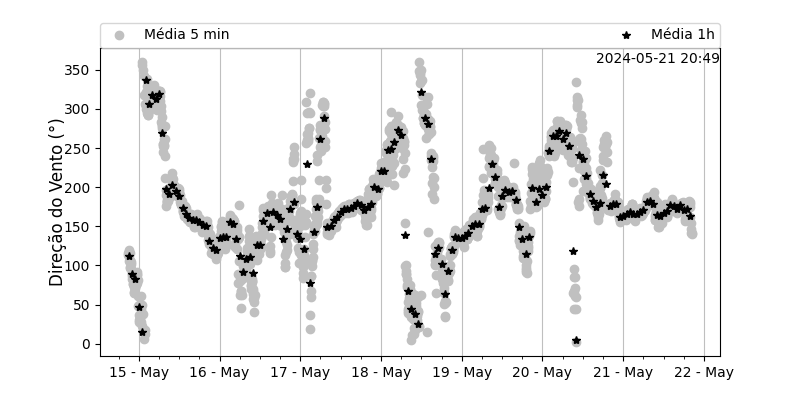 Média 5 min
Média 1h
2024-05-21 20:49
Direção do Vento (°)
350
300
250
200
150
100
50
0
15 - May
16 - May
17 - May
18 - May
19 - May
20 - May
21 - May
22 - May